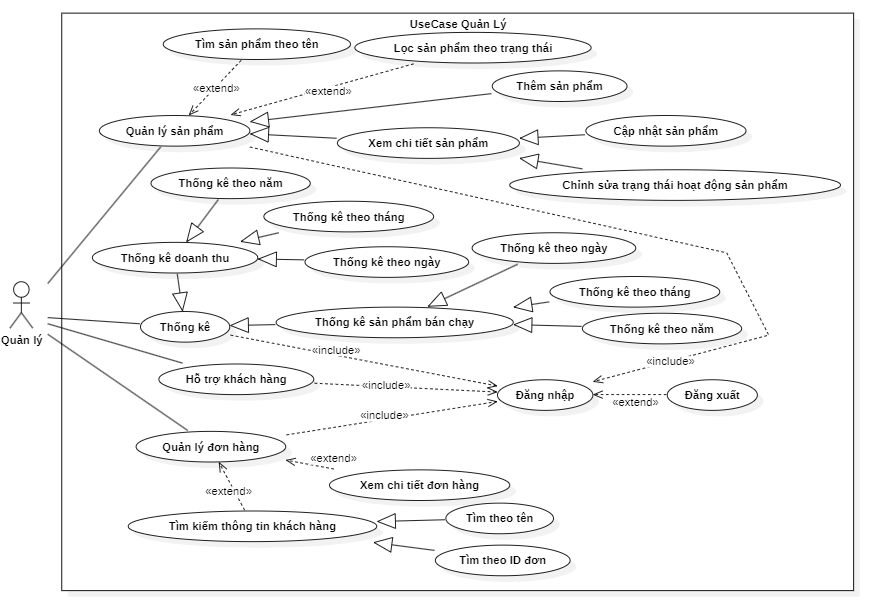 UseCase Quản Lý
Tìm sản phẩm theo tên
Lọc sản phẩm theo trạng thái
«extend»
«extend»
Thêm sản phẩm
Quản lý sản phẩm
Xem chi tiết sản phẩm
Cập nhật sản phẩm
Chỉnh sửa trạng thái hoạt động sản phẩm
Thống kê theo năm
Thống kê theo tháng
Thống kê doanh thu
Thống kê theo ngày
Thống kê theo ngày
Thống kê theo tháng
Thống kê
Thống kê sản phẩm bán chạy
Thống kê theo năm
Quản lý
«include»
«include»
Hỗ trợ khách hàng
«include»
Đăng nhập
«extend»
Đăng xuất
«include»
Quản lý đơn hàng
«extend»
Xem chi tiết đơn hàng
«extend»
Tìm kiếm thông tin khách hàng
Tìm theo tên
Tìm theo ID đơn